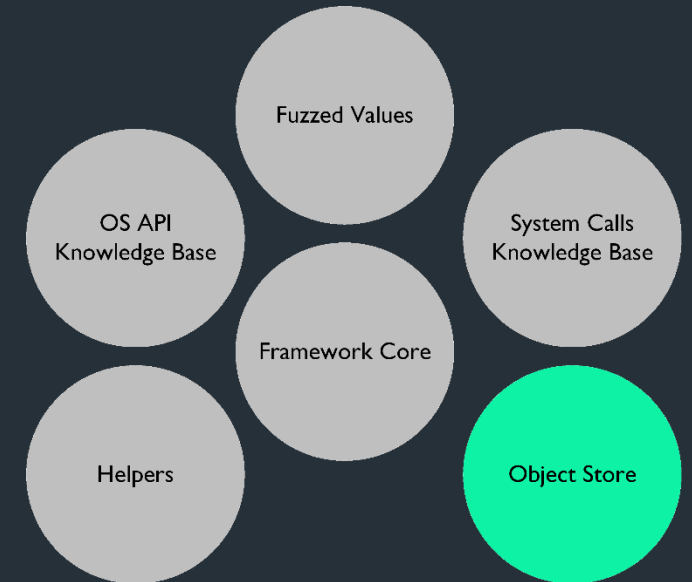 Fuzzed Values
OS API
Knowledge Base
System Calls
Knowledge Base
Framework Core
Helpers
Object Store